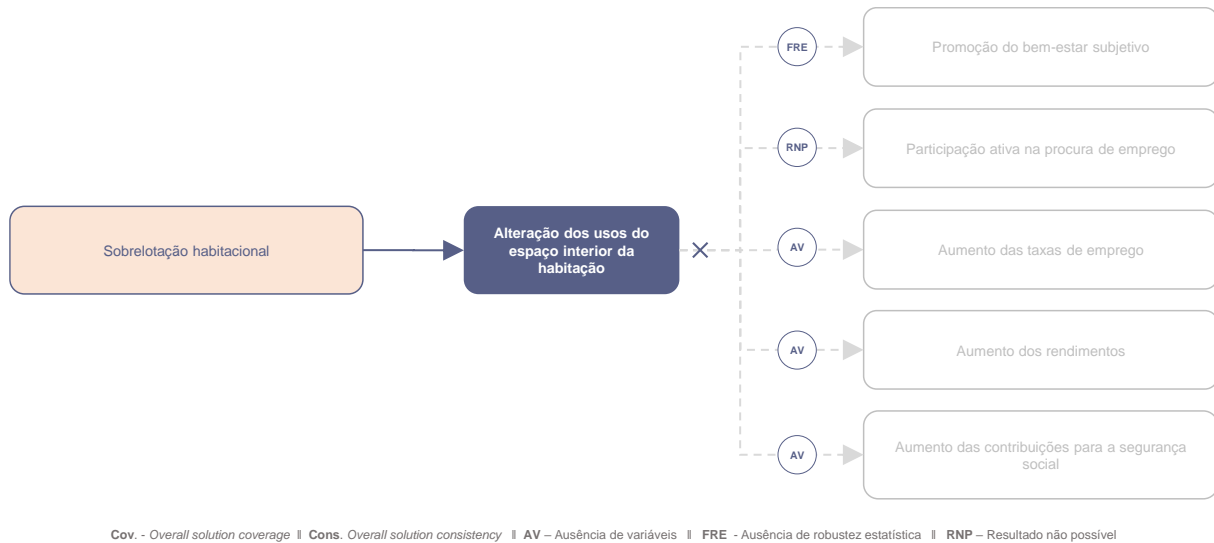 FRE
Promoção do bem-estar subjetivo
RNP
Participação ativa na procura de emprego
Sobrelotação habitacional
Alteração dos usos do
espaço interior da
habitação
AV
Aumento das taxas de emprego
AV
Aumento dos rendimentos
AV
Aumento das contribuições para a segurança
social
Cov. - Overall solution coverage ‖ Cons. Overall solution consistency ‖ AV – Ausência de variáveis ‖ FRE - Ausência de robustez estatística ‖ RNP – Resultado não possível